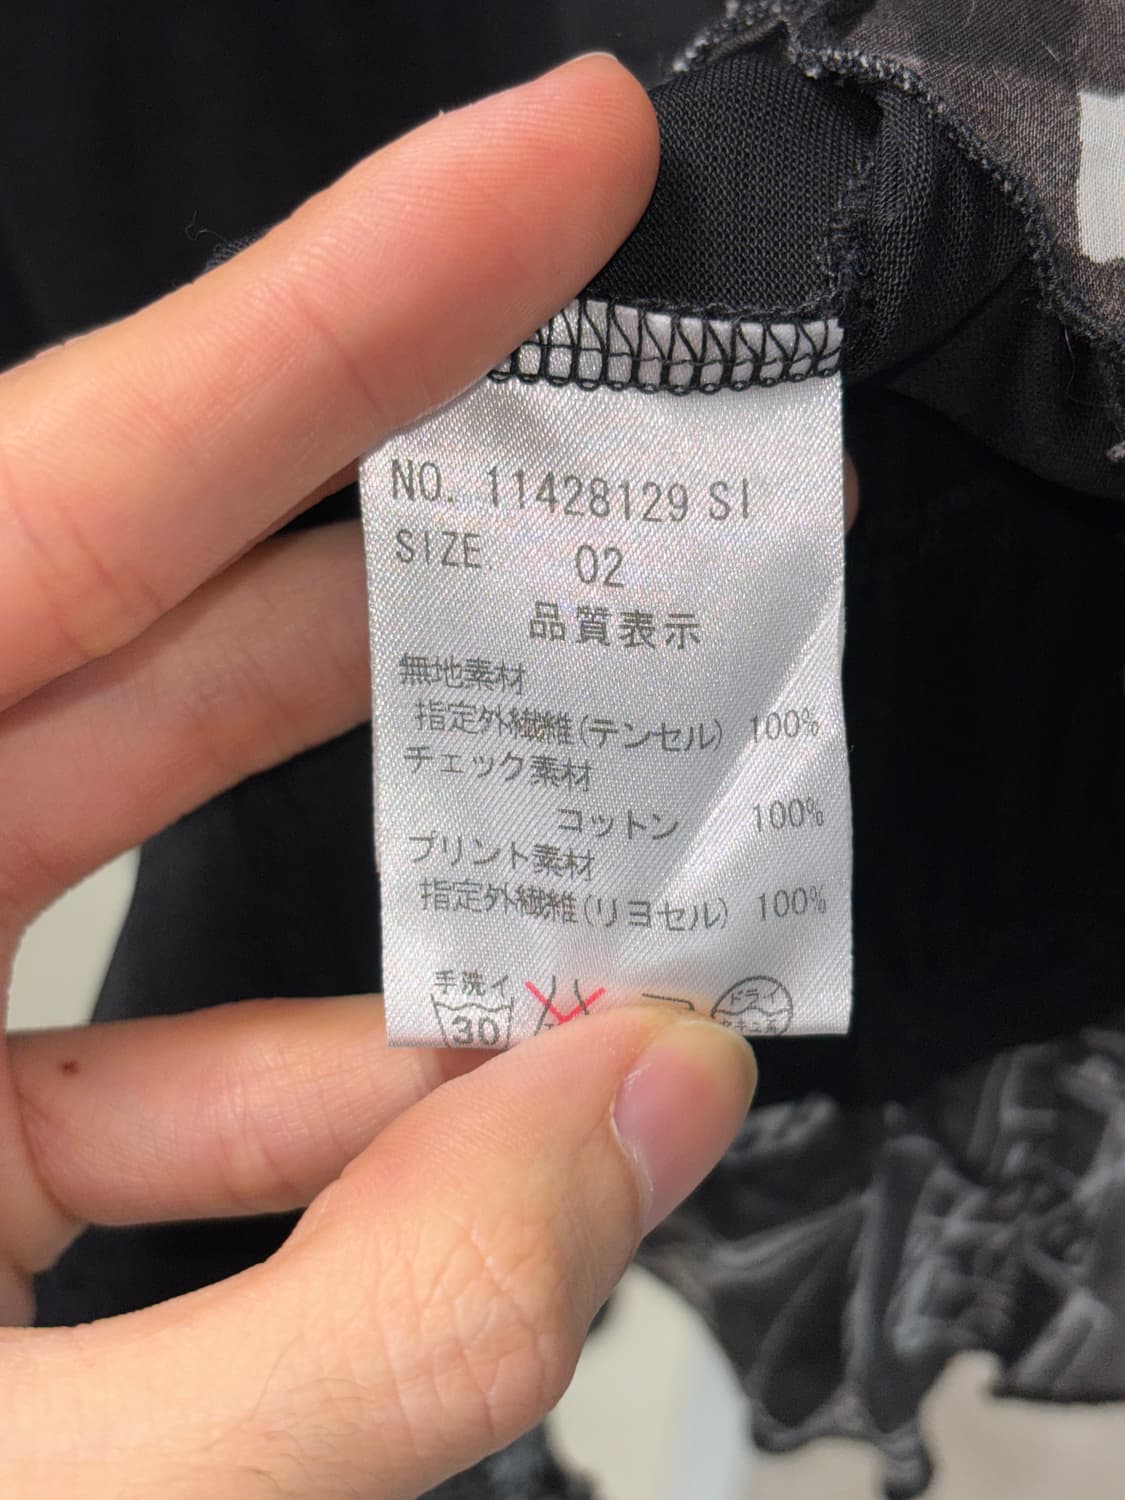 NO. 11428129 SI
SIZE 02
品質表示
無地素材
指定外繊維(テンセル) 100%
チェック素材
コットン 100%
プリント素材
指定外繊維(リヨセル) 100%
手洗イ
30
ドライ